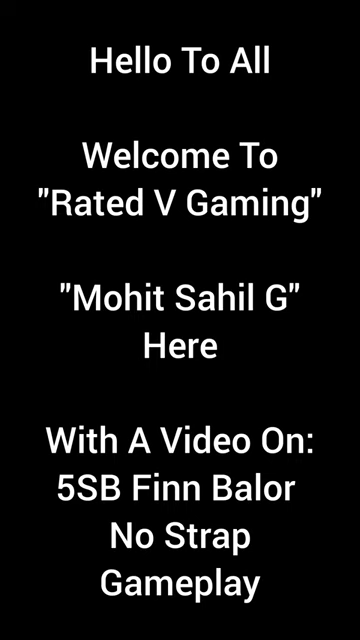 Hello To All
Welcome To
"Rated V Gaming"
"Mohit Sahil G"
Here
With A Video On:
5SB Finn Balor
No Strap
Gameplay